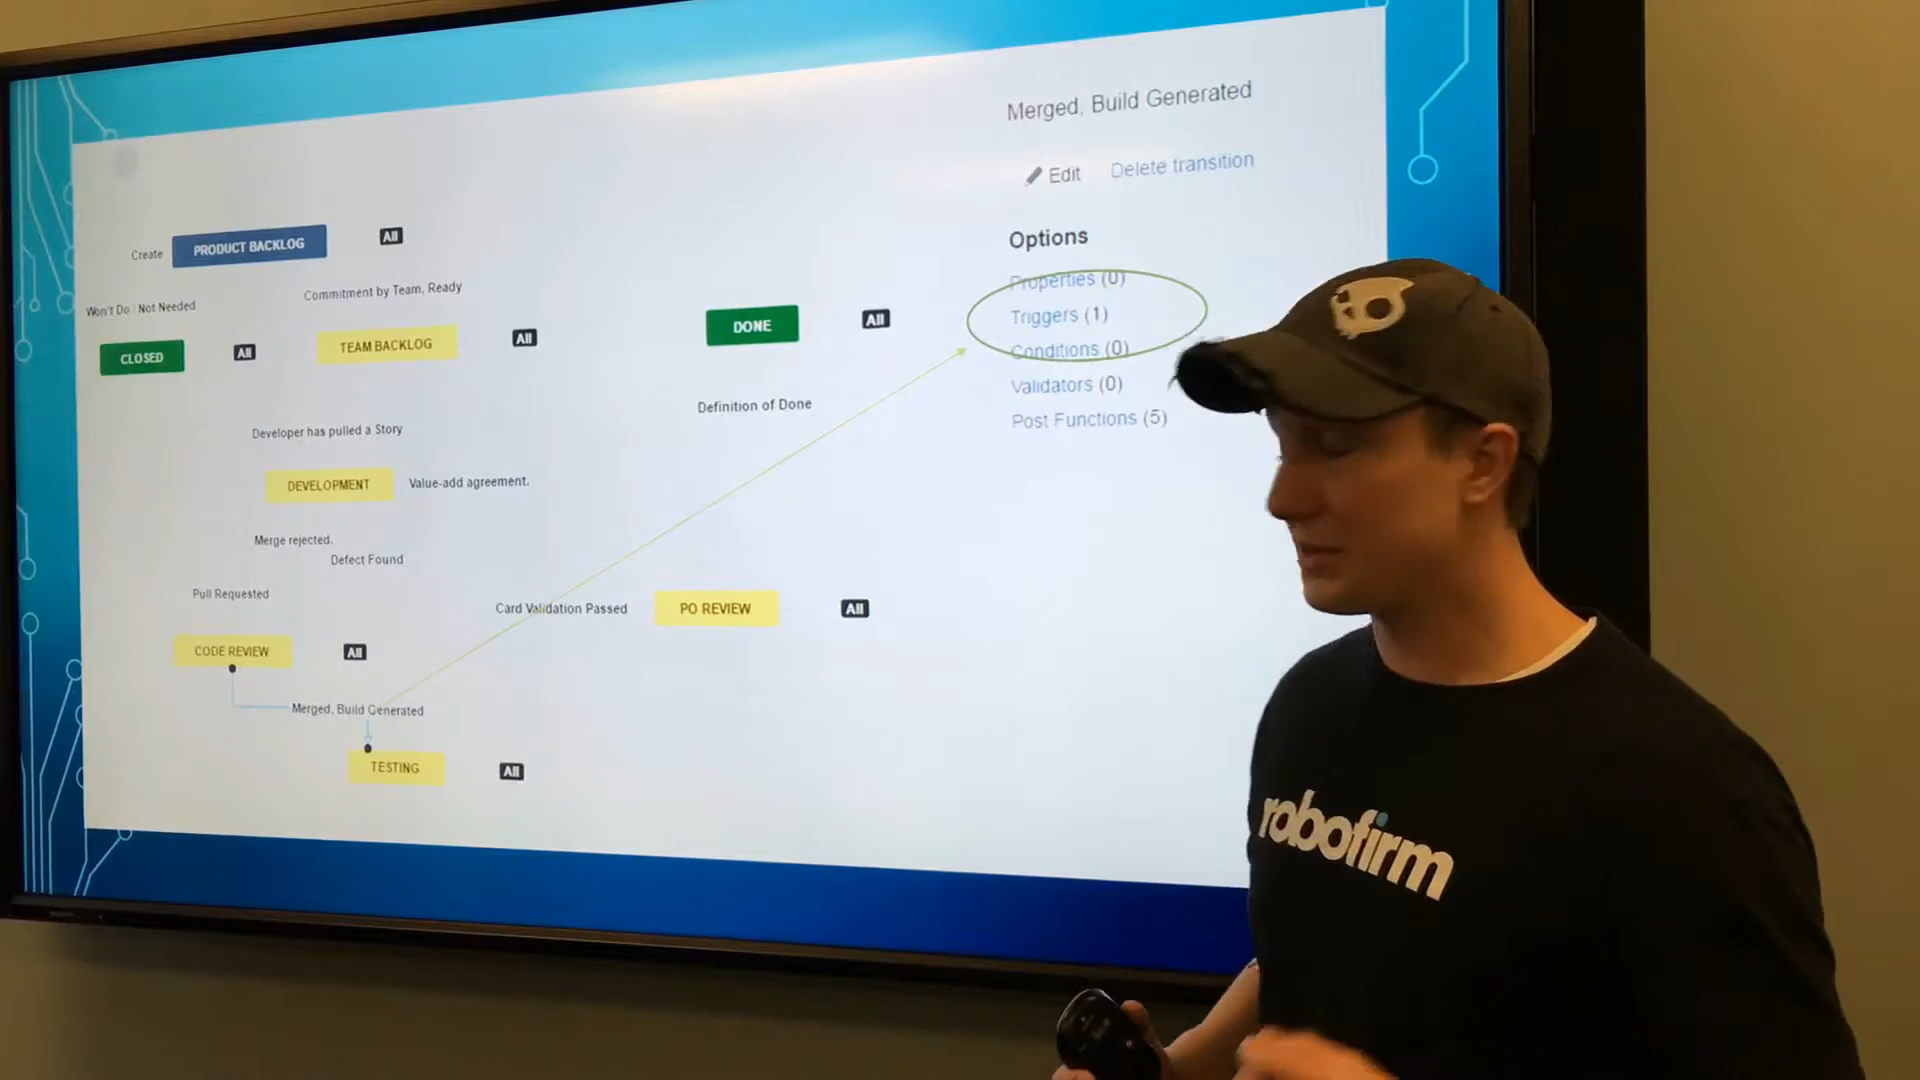 Merged, Build Generated
Edit Delete transition
Options
Properties (0)
Triggers (1)
Conditions (0)
Validators (0)
Post Functions (5)
Create PRODUCT BACKLOG All
Won't Do / Not Needed
Commitment by Team, Ready
CLOSED All
TEAM BACKLOG All
DONE All
Definition of Done
Developer has pulled a Story
DEVELOPMENT Value-add agreement.
Merge rejected.
Defect Found
Pull Requested
Card Validation Passed PO REVIEW All
CODE REVIEW All
Merged, Build Generated
TESTING All
robofirm